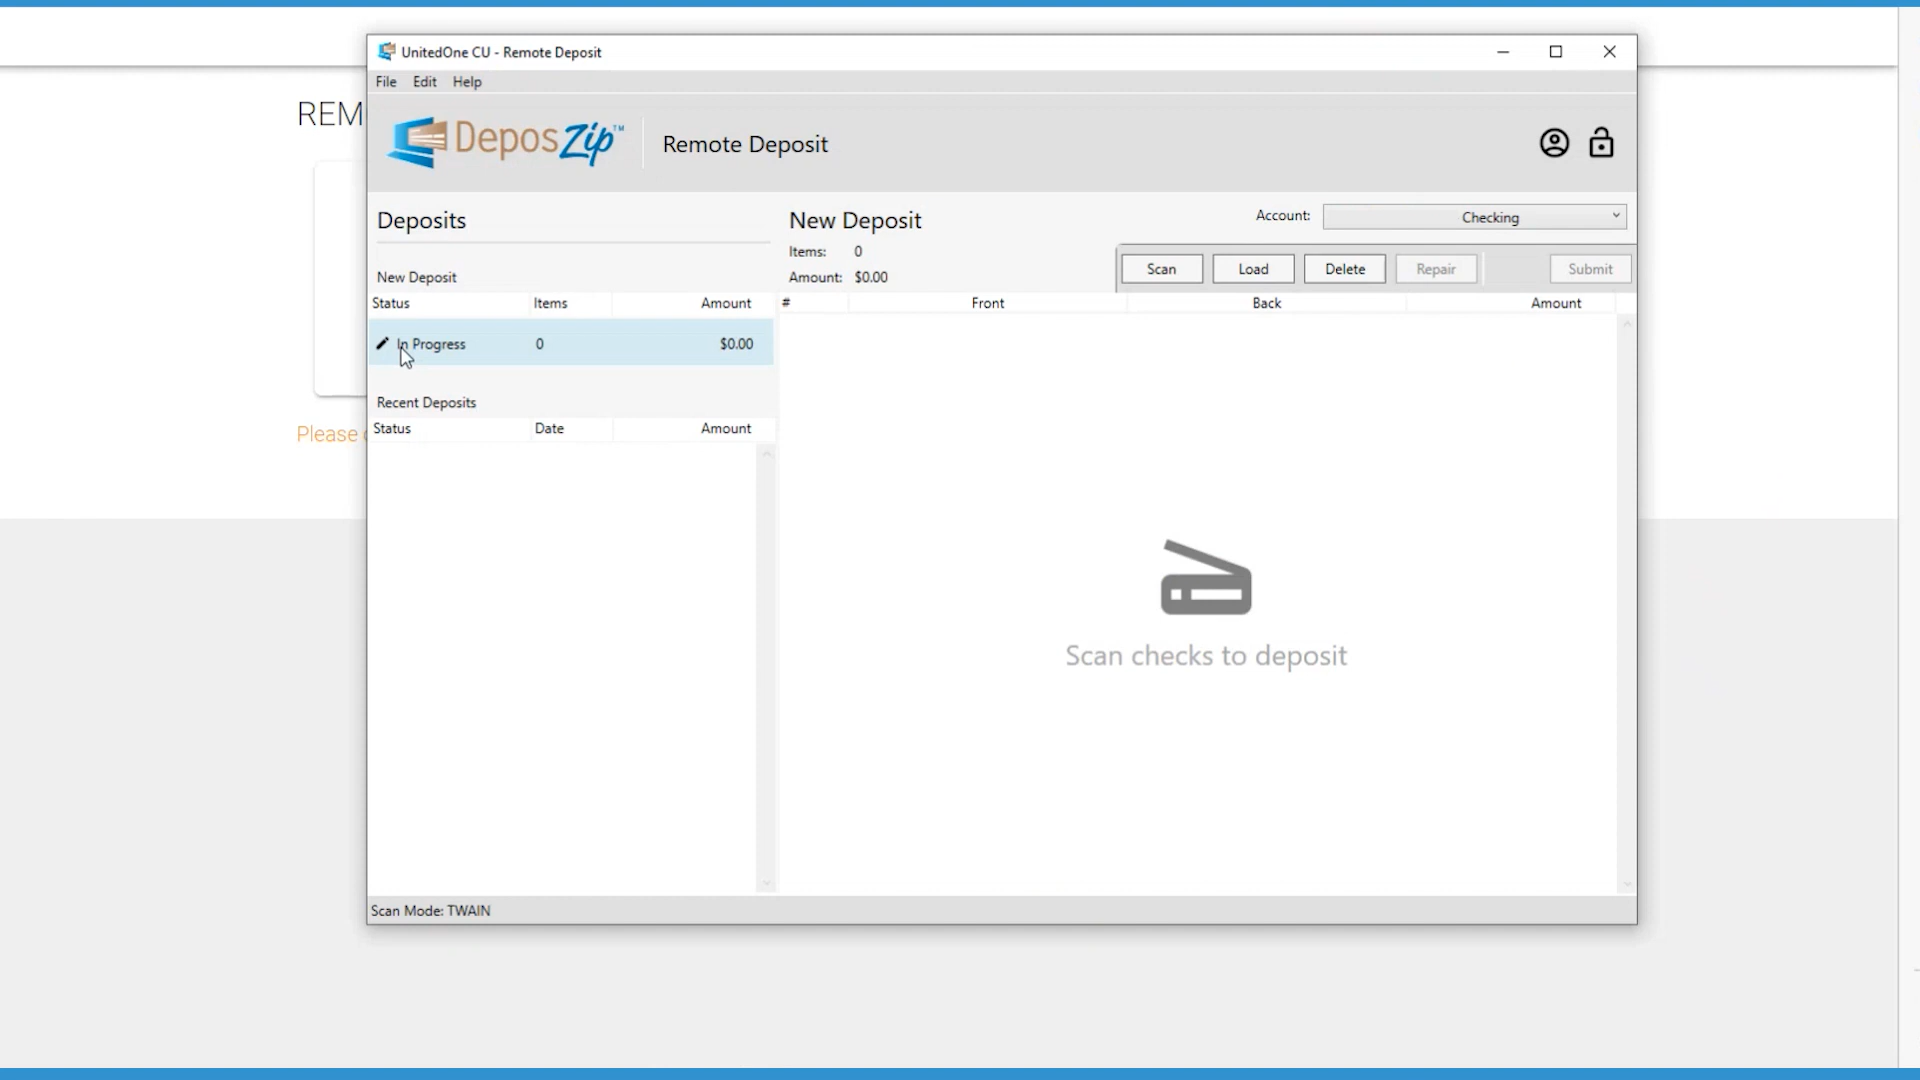 UnitedOne CU - Remote Deposit
File Edit Help
REM
DeposZip™ Remote Deposit
Deposits
New Deposit
Account: Checking
Items: 0
Amount: $0.00
Scan Load Delete Repair Submit
New Deposit
Status Items Amount
# Front Back Amount
In Progress 0 $0.00
Recent Deposits
Status Date Amount
Please
Scan checks to deposit
Scan Mode: TWAIN